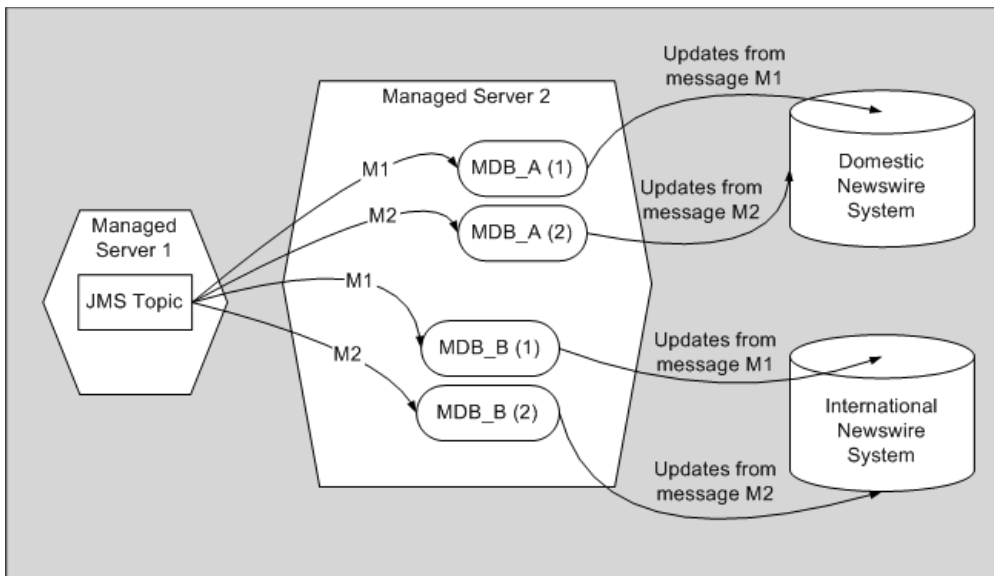 Managed
Server 1
JMS Topic
Managed Server 2
M1
M2
M1
M2
MDB_A (1)
MDB_A (2)
MDB_B (1)
MDB_B (2)
Updates from
message M1
Updates from
message M2
Updates from
message M1
Updates from
message M2
Domestic
Newswire
System
International
Newswire
System